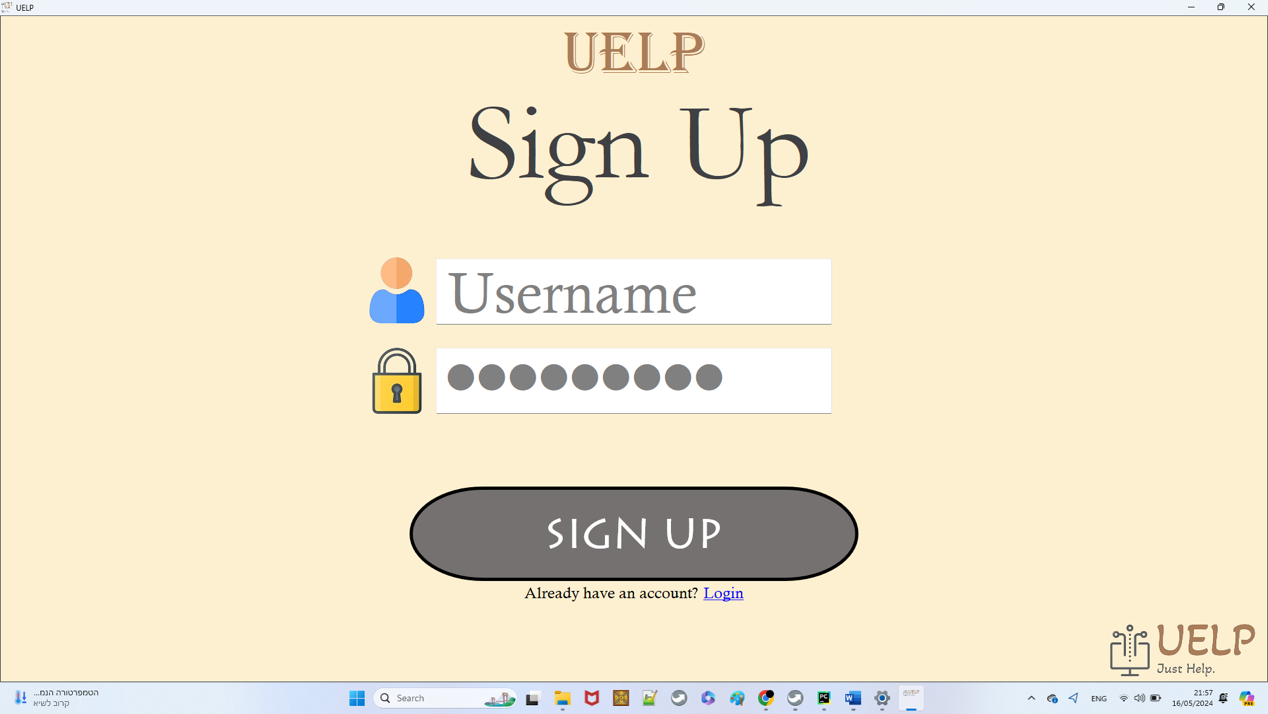 UELP
UELP
Sign Up
Username
SIGN UP
Already have an account? Login
UELP
Just Help.
הטמפרטורה הנמ...
קרוב לשיא
Search
ENG
21:57
16/05/2024